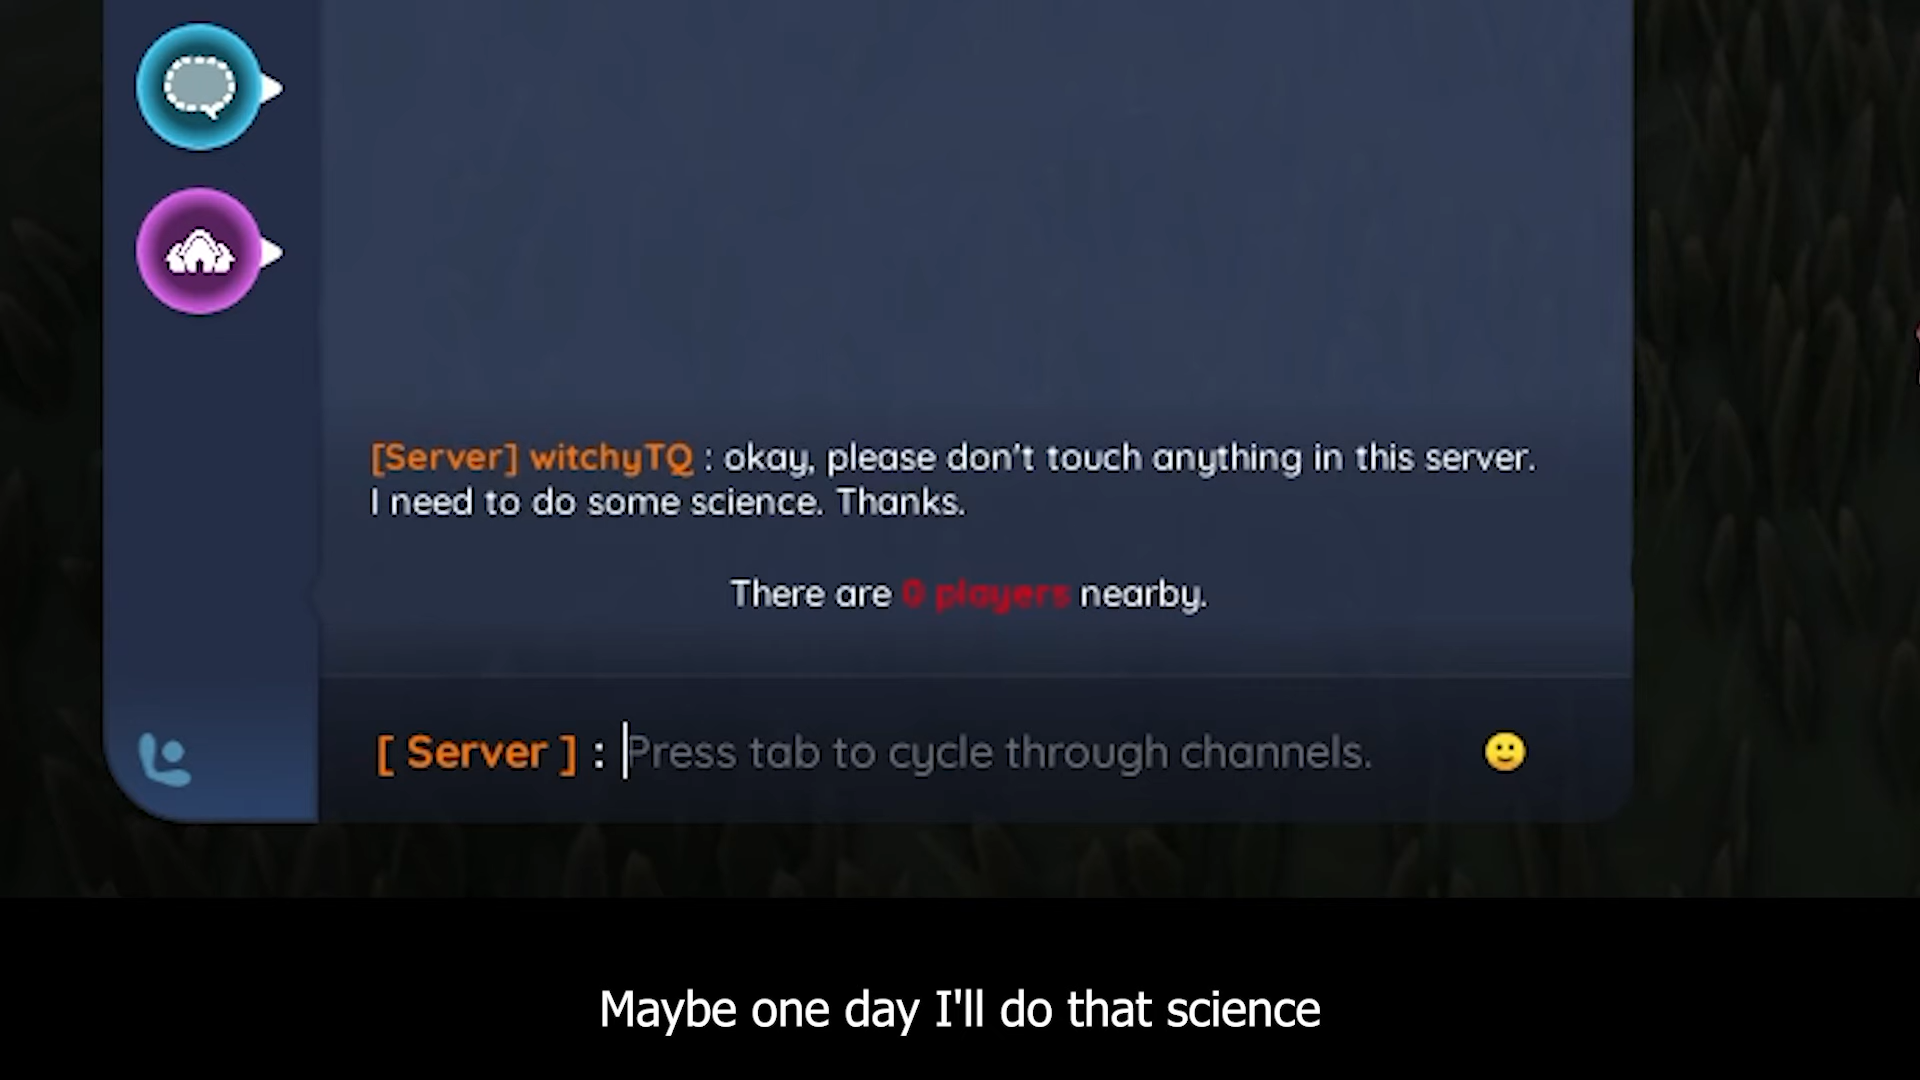 [Server] witchyTQ : okay, please don't touch anything in this server.
I need to do some science. Thanks.
There are 0 players nearby.
[ Server ] : Press tab to cycle through channels.
Maybe one day I'll do that science